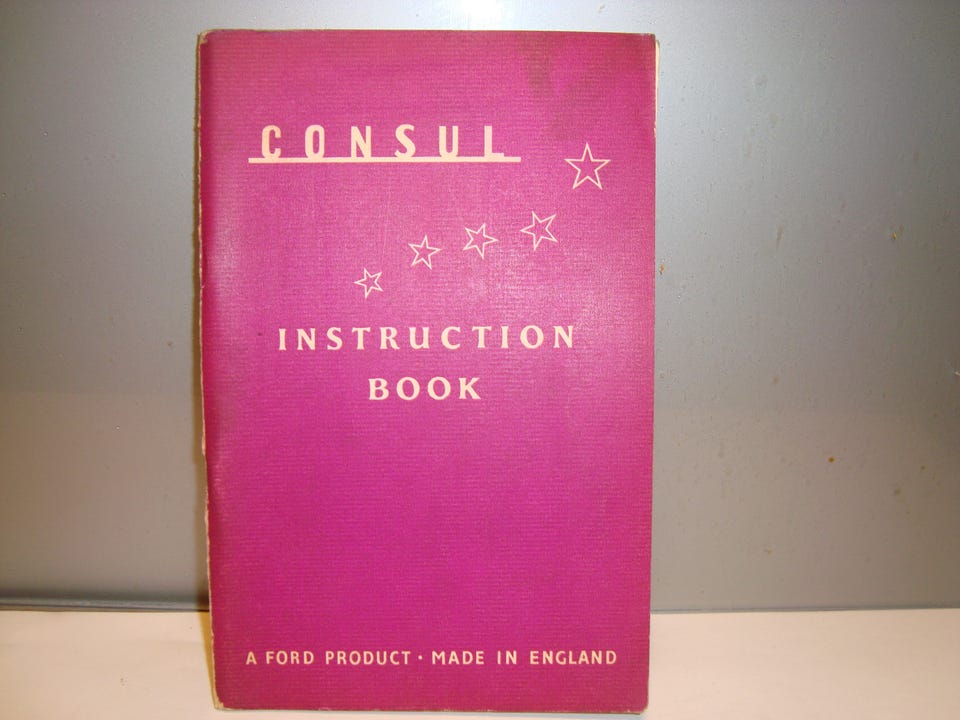 CONSUL
INSTRUCTION
BOOK
A FORD PRODUCT · MADE IN ENGLAND